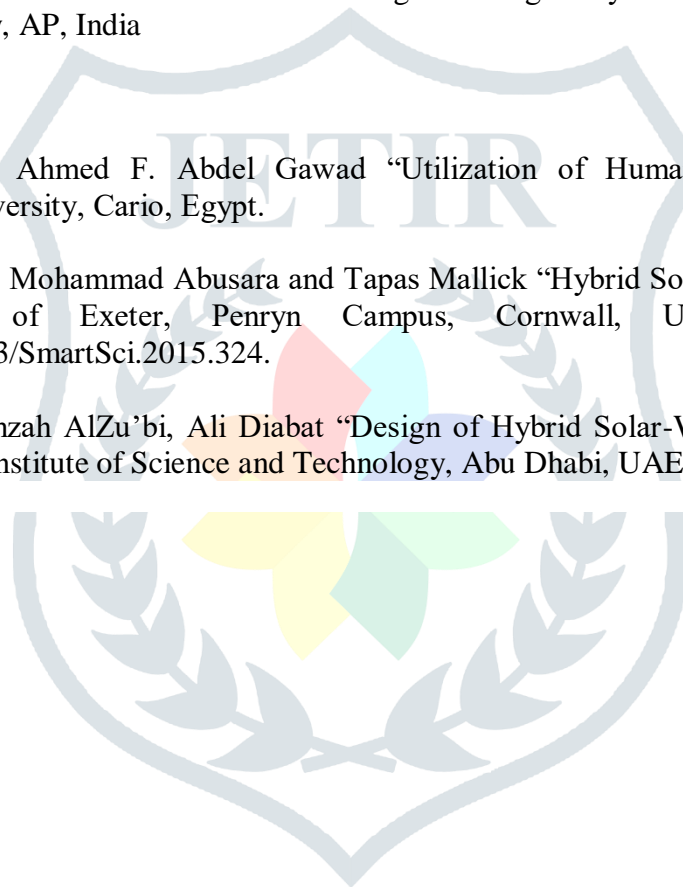 , AP, India
JETIR
Ahmed F. Abdel Gawad “Utilization of Huma
versity, Cario, Egypt.
Mohammad Abusara and Tapas Mallick “Hybrid So
of Exeter, Penryn Campus, Cornwall, U
3/SmartSci.2015.324.
nzah AlZu’bi, Ali Diabat “Design of Hybrid Solar-
nstitute of Science and Technology, Abu Dhabi, UAE